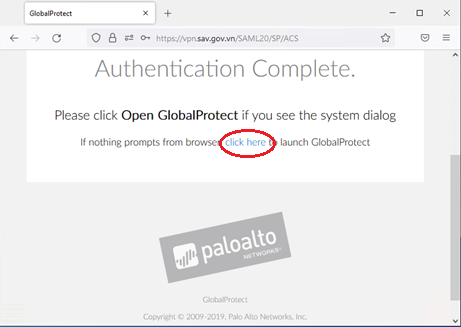 GlobalProtect
https://vpn.sav.gov.vn/SAML20/SP/ACS
Authentication Complete.
Please click Open GlobalProtect if you see the system dialog
If nothing prompts from browser click here to launch GlobalProtect
paloalto
NETWORKS®
GlobalProtect
Copyright © 2009-2019, Palo Alto Networks, Inc.